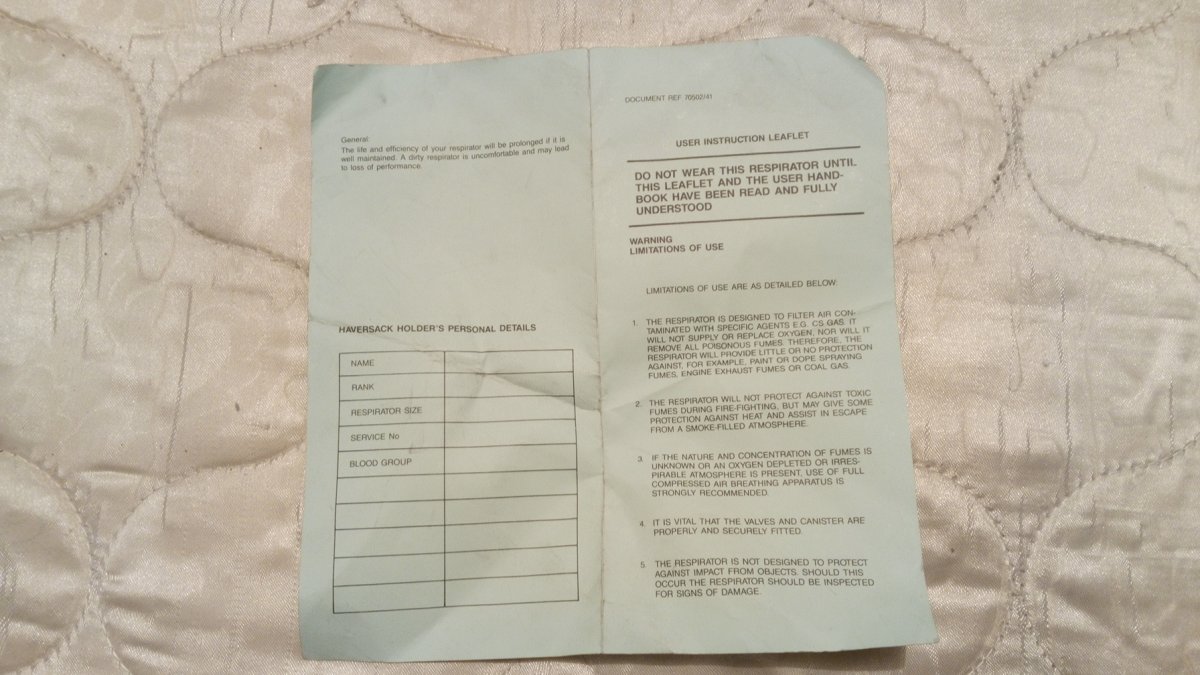 General:
The life and efficiency of your respirator will be prolonged if it is
well maintained. A dirty respirator is uncomfortable and may lead
to loss of performance.
HAVERSACK HOLDER'S PERSONAL DETAILS
NAME
RANK
RESPIRATOR SIZE
SERVICE No
BLOOD GROUP
DOCUMENT REF 70502/41
USER INSTRUCTION LEAFLET
DO NOT WEAR THIS RESPIRATOR UNTIL
THIS LEAFLET AND THE USER HAND-
BOOK HAVE BEEN READ AND FULLY
UNDERSTOOD
WARNING
LIMITATIONS OF USE
LIMITATIONS OF USE ARE AS DETAILED BELOW:
1. THE RESPIRATOR IS DESIGNED TO FILTER AIR CON-
TAMINATED WITH SPECIFIC AGENTS E.G. CS GAS. IT
WILL NOT SUPPLY OR REPLACE OXYGEN, NOR WILL IT
REMOVE ALL POISONOUS FUMES. THEREFORE, THE
RESPIRATOR WILL PROVIDE LITTLE OR NO PROTECTION
AGAINST, FOR EXAMPLE, PAINT OR DOPE SPRAYING
FUMES, ENGINE EXHAUST FUMES OR COAL GAS.
2. THE RESPIRATOR WILL NOT PROTECT AGAINST TOXIC
FUMES DURING FIRE-FIGHTING, BUT MAY GIVE SOME
PROTECTION AGAINST HEAT AND ASSIST IN ESCAPE
FROM A SMOKE-FILLED ATMOSPHERE.
3. IF THE NATURE AND CONCENTRATION OF FUMES IS
UNKNOWN OR AN OXYGEN DEPLETED OR IRRES-
PIRABLE ATMOSPHERE IS PRESENT, USE OF FULL
COMPRESSED AIR BREATHING APPARATUS IS
STRONGLY RECOMMENDED.
4. IT IS VITAL THAT THE VALVES AND CANISTER ARE
PROPERLY AND SECURELY FITTED.
5. THE RESPIRATOR IS NOT DESIGNED TO PROTECT
AGAINST IMPACT FROM OBJECTS. SHOULD THIS
OCCUR THE RESPIRATOR SHOULD BE INSPECTED
FOR SIGNS OF DAMAGE.